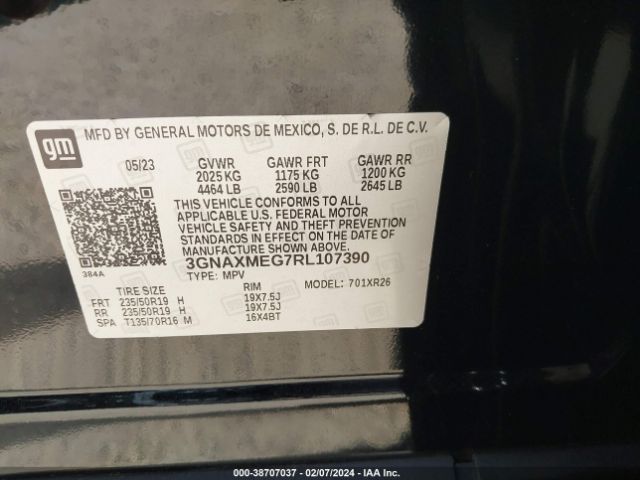 gm
MFD BY GENERAL MOTORS DE MEXICO, S. DE R.L. DE C.V.
05/23 GVWR GAWR FRT GAWR RR
2025 KG 1175 KG 1200 KG
4464 LB 2590 LB 2645 LB
THIS VEHICLE CONFORMS TO ALL
APPLICABLE U.S. FEDERAL MOTOR
VEHICLE SAFETY AND THEFT PREVENTION
STANDARDS IN EFFECT ON THE DATE OF
MANUFACTURE SHOWN ABOVE.
384A
3GNAXMEG7RL107390
TYPE: MPV
TIRE SIZE RIM MODEL: 701XR26
FRT 235/50R19 H 19X7.5J
RR 235/50R19 H 19X7.5J
SPA T135/70R16 M 16X4BT
000-38707037 - 02/07/2024 - IAA Inc.